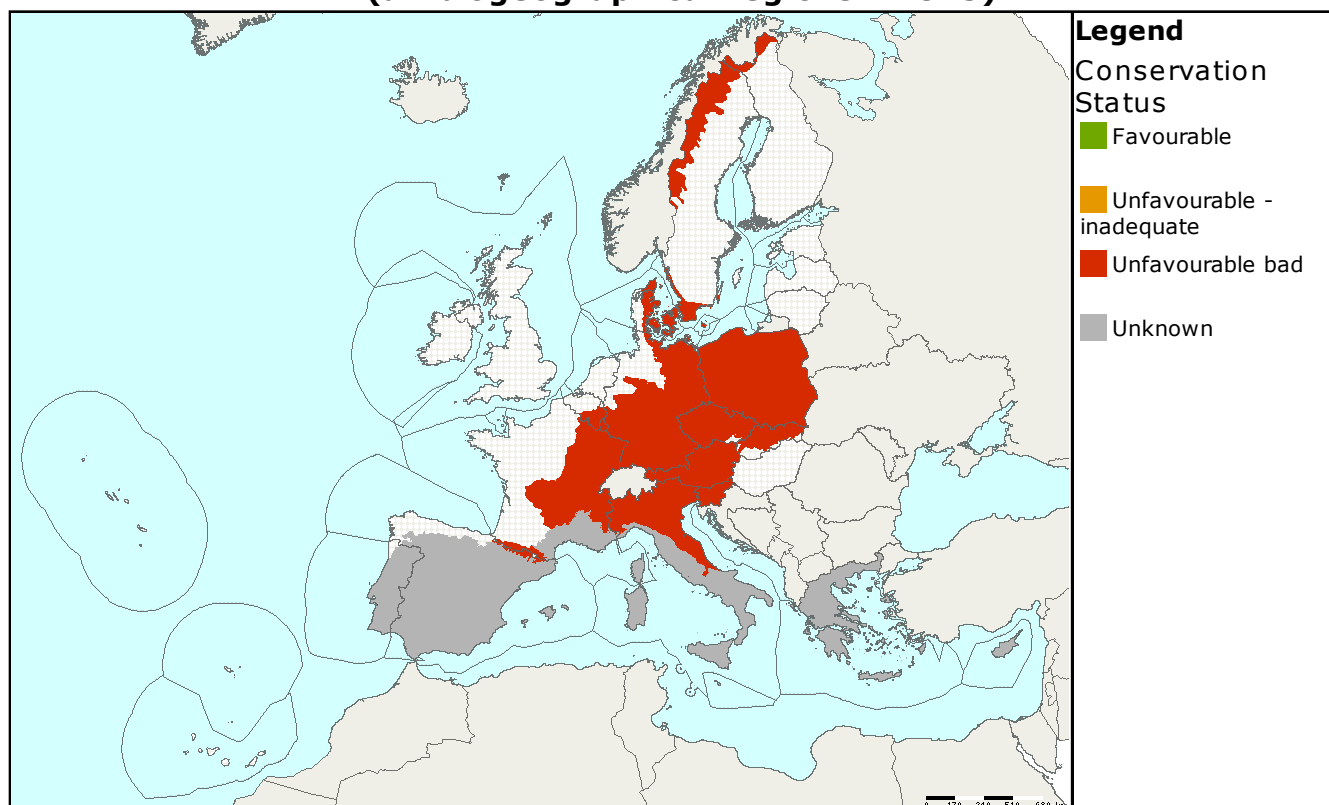 Legend
Conservation
Status
Favourable
Unfavourable -
inadequate
Unfavourable bad
Unknown